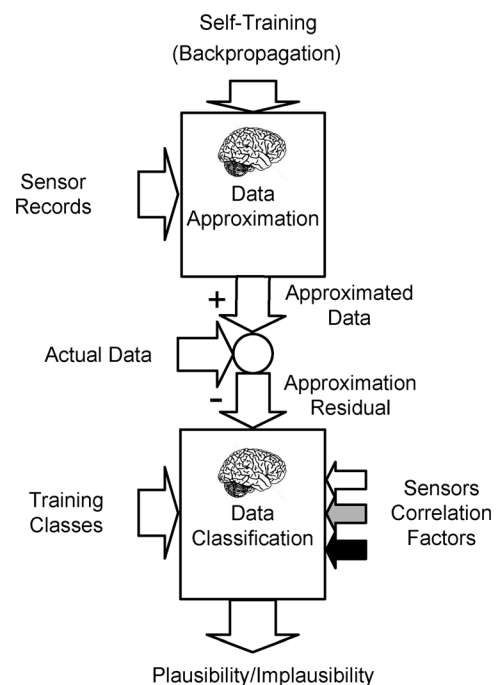 Self-Training
(Backpropagation)
Sensor
Records
Data
Approximation
+
Approximated
Data
Actual Data
-
Approximation
Residual
Training
Classes
Data
Classification
Sensors
Correlation
Factors
Plausibility/Implausibility